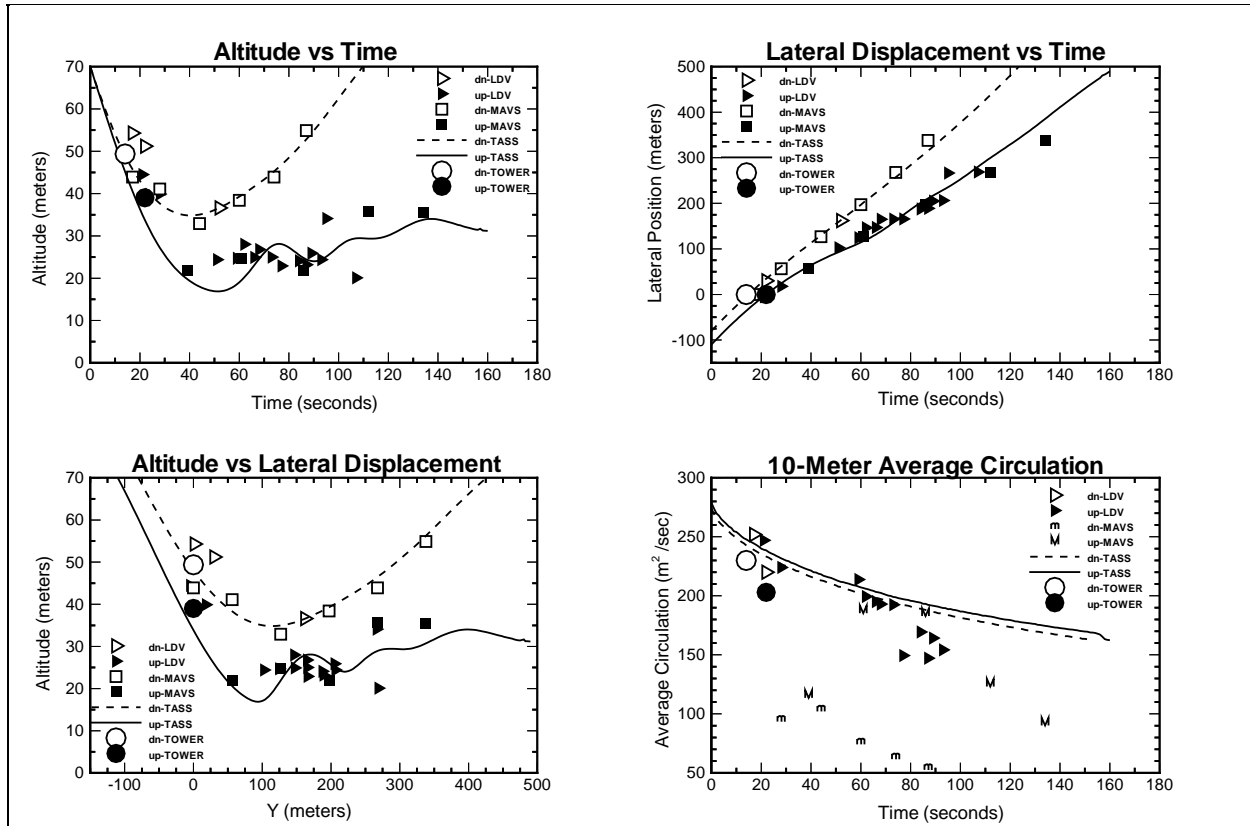 Altitude vs Time
70
60
50
40
30
20
10
0
Altitude (meters)
0 20 40 60 80 100 120 140 160 180
Time (seconds)
dn-LDV
up-LDV
dn-MAVS
up-MAVS
dn-TASS
up-TASS
dn-TOWER
up-TOWER
Lateral Displacement vs Time
500
400
300
200
100
0
-100
Lateral Position (meters)
0 20 40 60 80 100 120 140 160 180
Time (seconds)
dn-LDV
up-LDV
dn-MAVS
up-MAVS
dn-TASS
up-TASS
dn-TOWER
up-TOWER
Altitude vs Lateral Displacement
70
60
50
40
30
20
10
0
Altitude (meters)
-100 0 100 200 300 400 500
Y (meters)
dn-LDV
up-LDV
dn-MAVS
up-MAVS
dn-TASS
up-TASS
dn-TOWER
up-TOWER
10-Meter Average Circulation
300
250
200
150
100
50
Average Circulation (m² /sec)
0 20 40 60 80 100 120 140 160 180
Time (seconds)
dn-LDV
up-LDV
m dn-MAVS
M up-MAVS
dn-TASS
up-TASS
dn-TOWER
up-TOWER